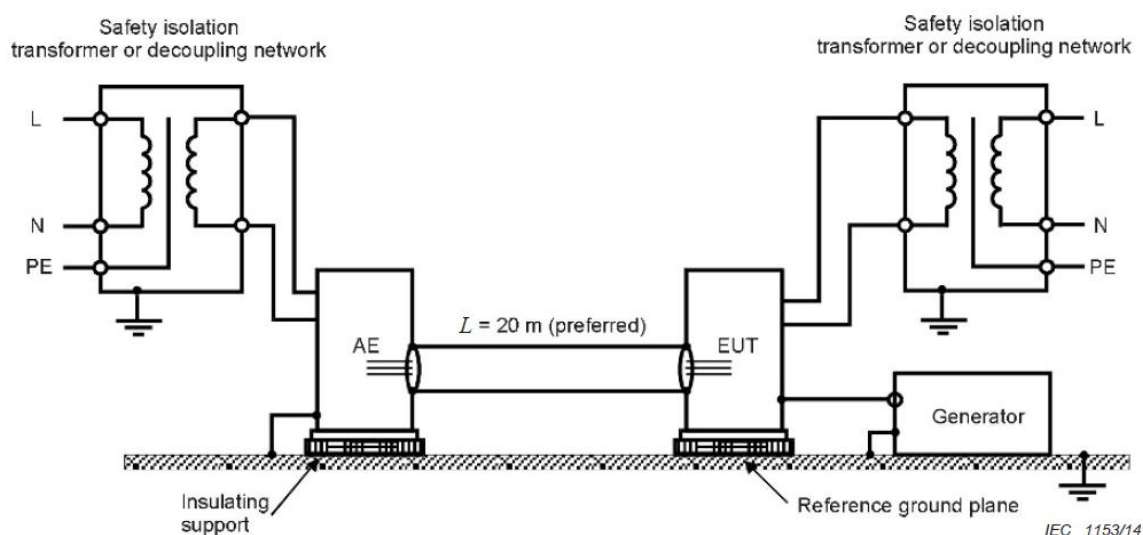 Safety isolation
transformer or decoupling network
Safety isolation
transformer or decoupling network
L
N
PE
L
N
PE
L = 20 m (preferred)
AE
EUT
Generator
Insulating
support
Reference ground plane
IEC 1153/14